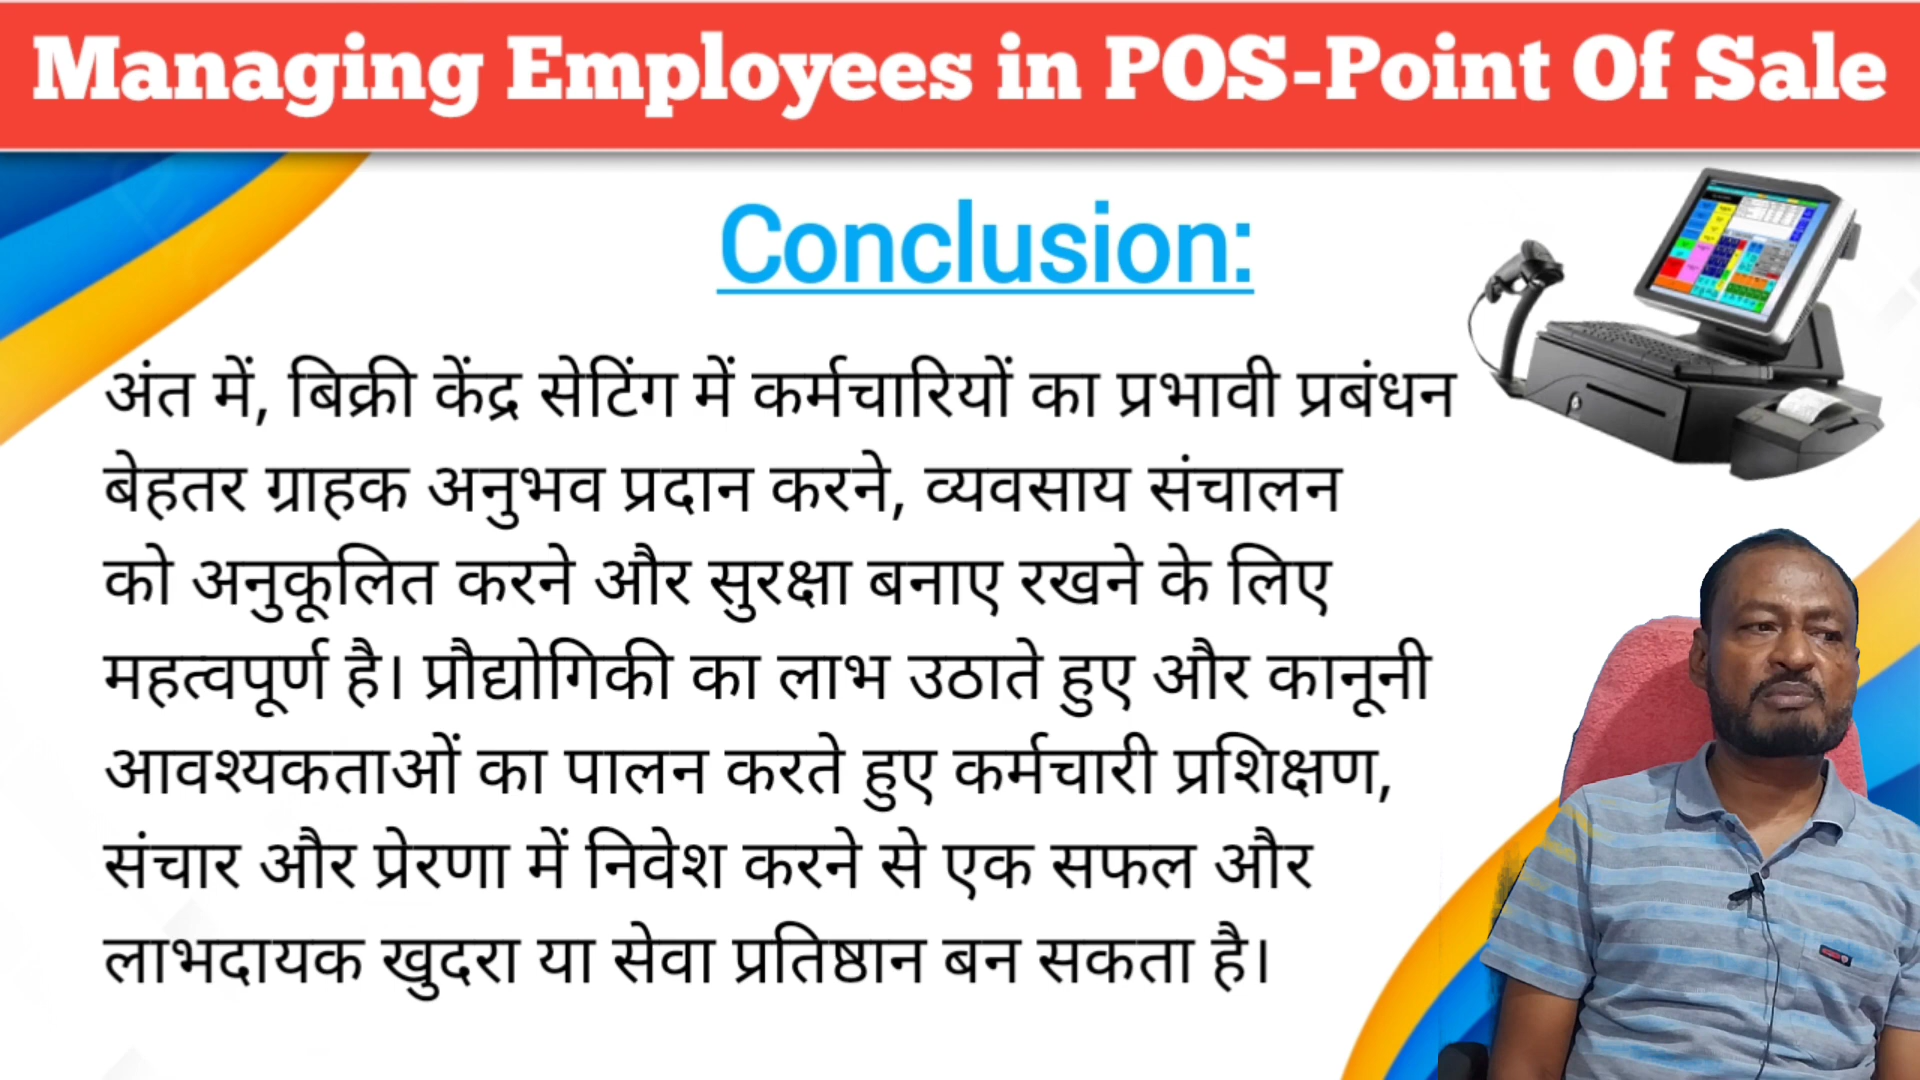 Managing Employees in POS-Point Of Sale
Conclusion:
अंत में, बिक्री केंद्र सेटिंग में कर्मचारियों का प्रभावी प्रबंधन
बेहतर ग्राहक अनुभव प्रदान करने, व्यवसाय संचालन
को अनुकूलित करने और सुरक्षा बनाए रखने के लिए
महत्वपूर्ण है। प्रौद्योगिकी का लाभ उठाते हुए और कानूनी
आवश्यकताओं का पालन करते हुए कर्मचारी प्रशिक्षण,
संचार और प्रेरणा में निवेश करने से एक सफल और
लाभदायक खुदरा या सेवा प्रतिष्ठान बन सकता है।